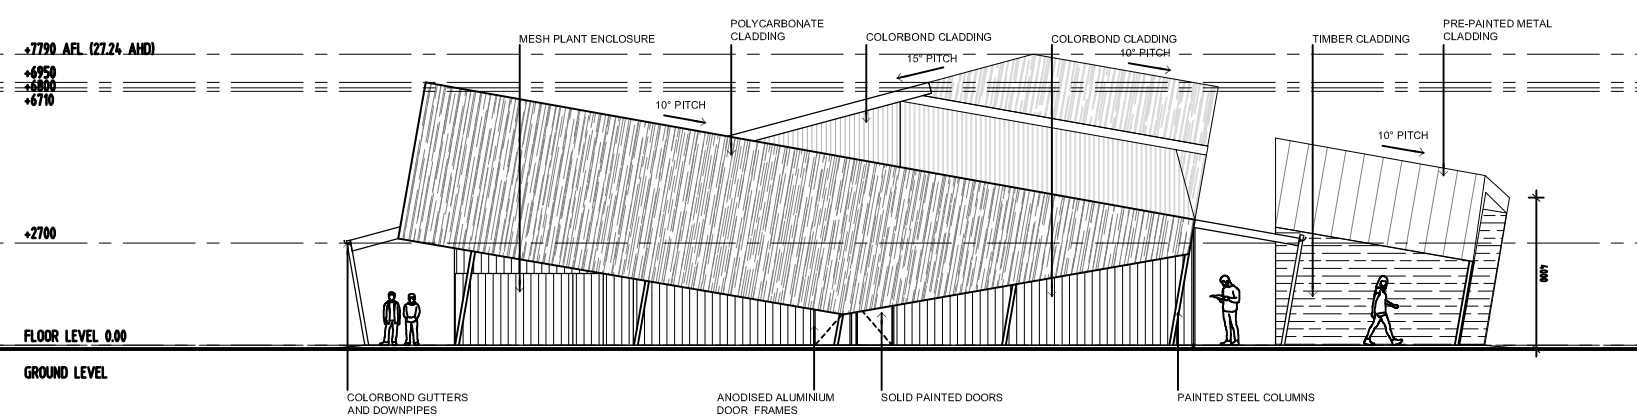 PRE-PAINTED METAL
CLADDING
POLYCARBONATE
CLADDING
MESH PLANT ENCLOSURE
COLORBOND CLADDING
COLORBOND CLADDING
TIMBER CLADDING
+7790 AFL (27.24 AHD)
10° PITCH
15° PITCH
+6950
+6800
+6710
10° PITCH
10° PITCH
+2700
4000
FLOOR LEVEL 0.00
GROUND LEVEL
COLORBOND GUTTERS
AND DOWNPIPES
ANODISED ALUMINIUM
DOOR FRAMES
SOLID PAINTED DOORS
PAINTED STEEL COLUMNS